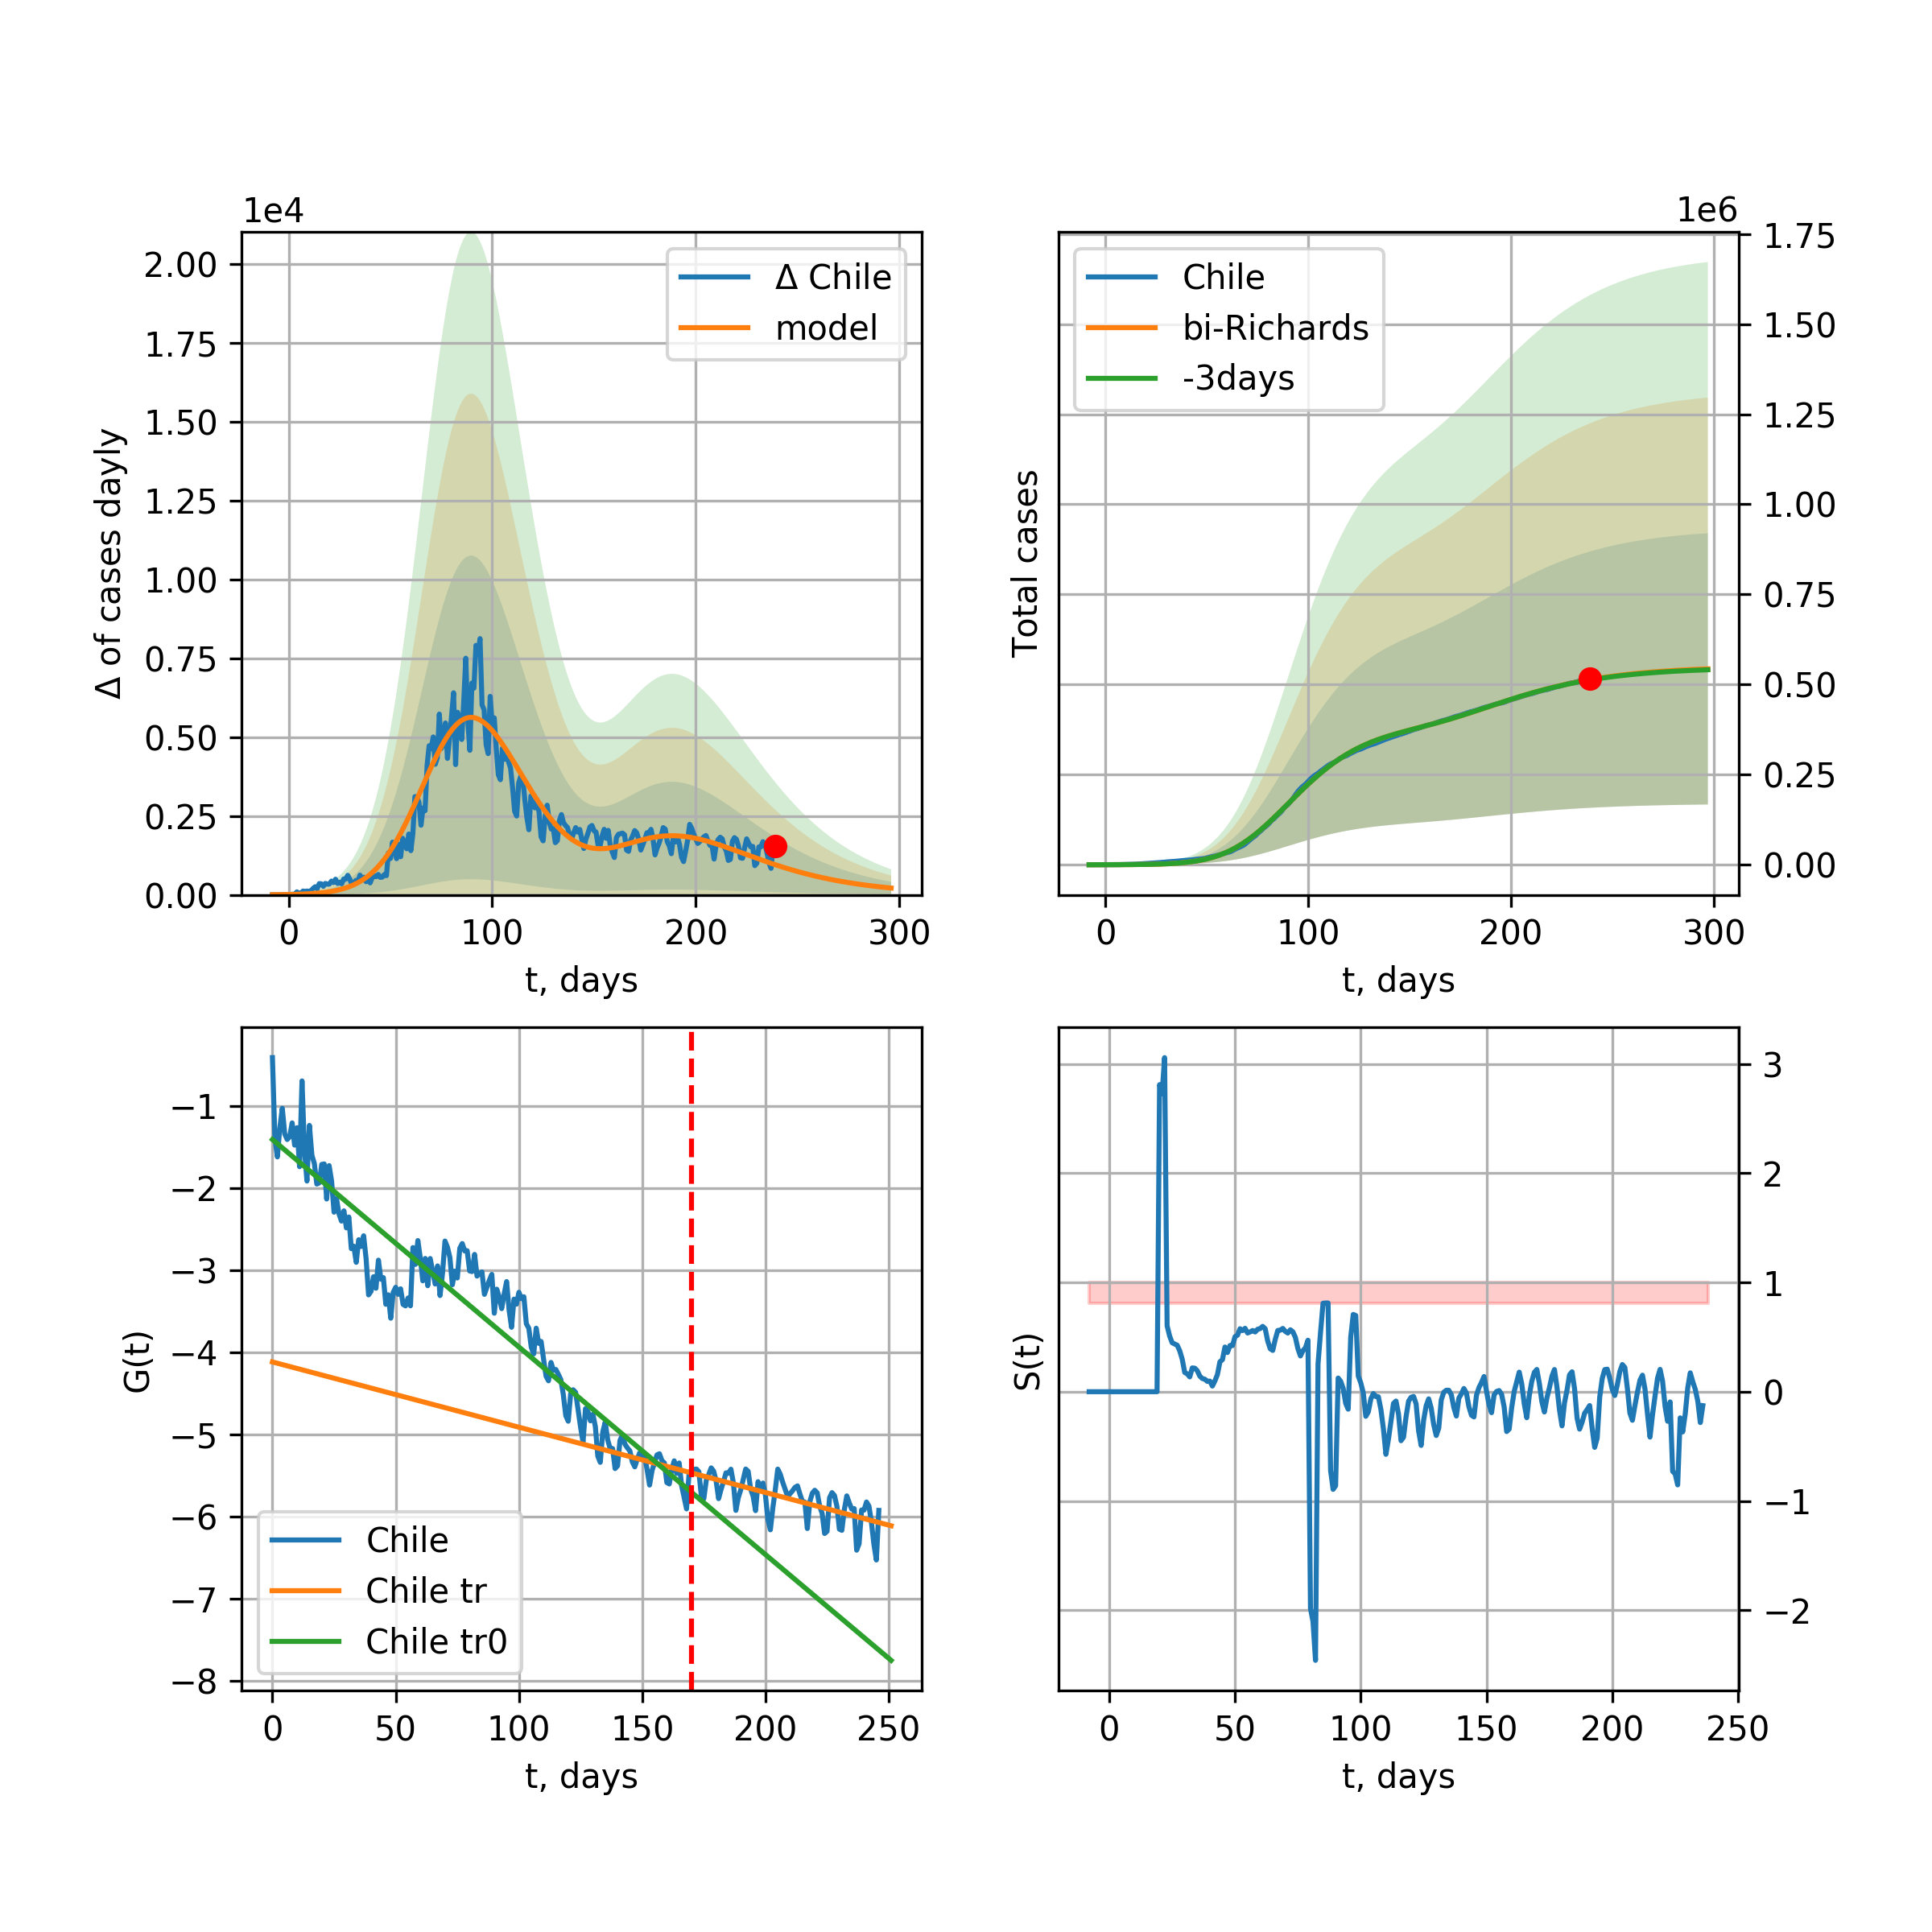 1e4
2.00
1.75
1.50
1.25
1.00
0.75
0.50
0.25
0.00
Δ of cases dayly
0 100 200 300
t, days
Δ Chile
model
1e6
1.75
1.50
1.25
1.00
0.75
0.50
0.25
0.00
Total cases
0 100 200 300
t, days
Chile
bi-Richards
-3days
−1
−2
−3
−4
−5
−6
−7
−8
G(t)
0 50 100 150 200 250
t, days
Chile
Chile tr
Chile tr0
3
2
1
0
−1
−2
S(t)
0 50 100 150 200 250
t, days